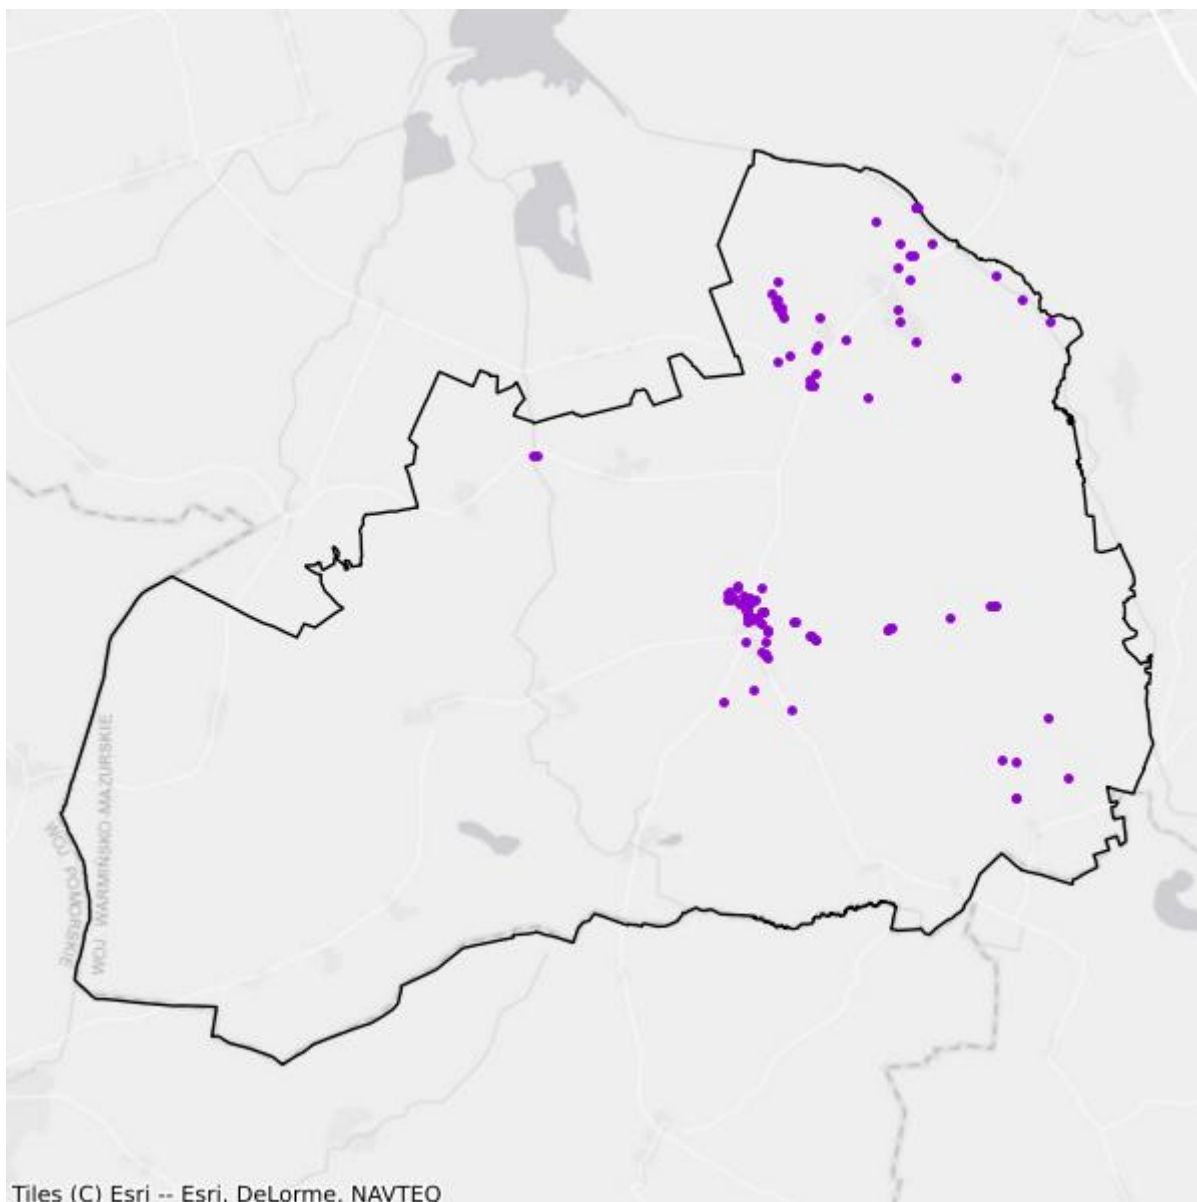 WOJ WARMIŃSKO-MAZURSKIE
WOJ POMORSKIE
Tiles (C) Esri -- Esri, DeLorme, NAVTEQ